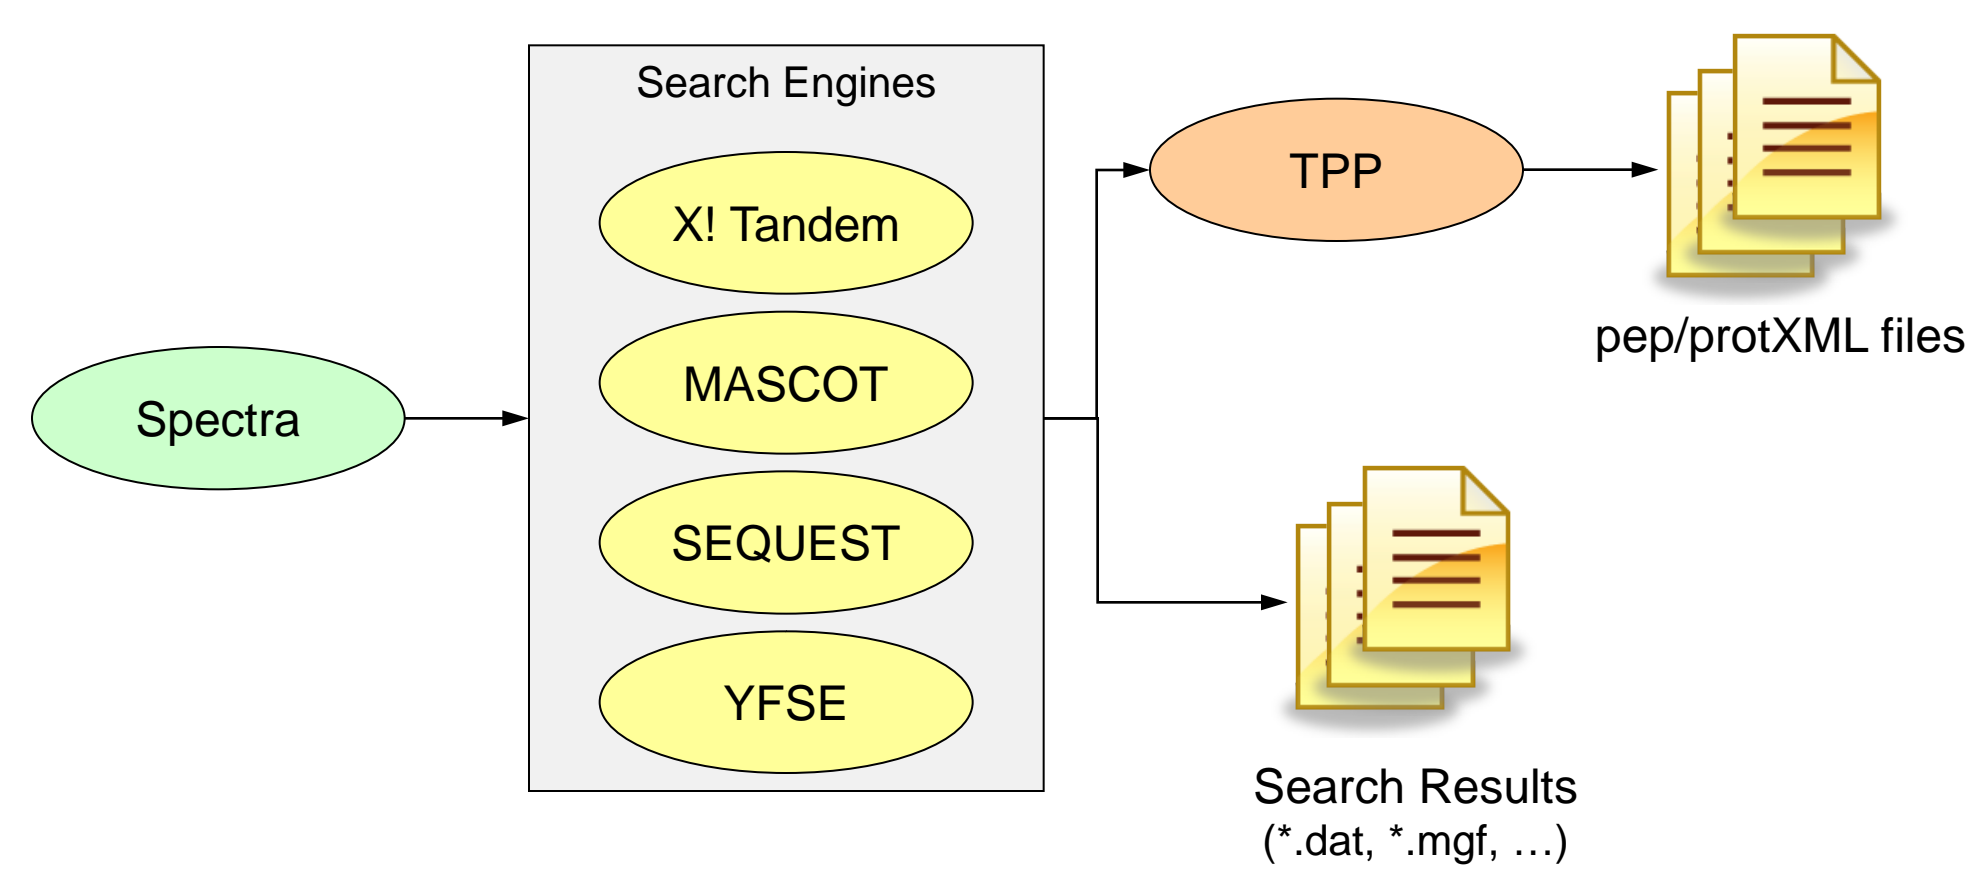 Search Engines
X! Tandem
MASCOT
SEQUEST
YFSE
Spectra
TPP
pep/protXML files
Search Results
(*.dat, *.mgf, …)